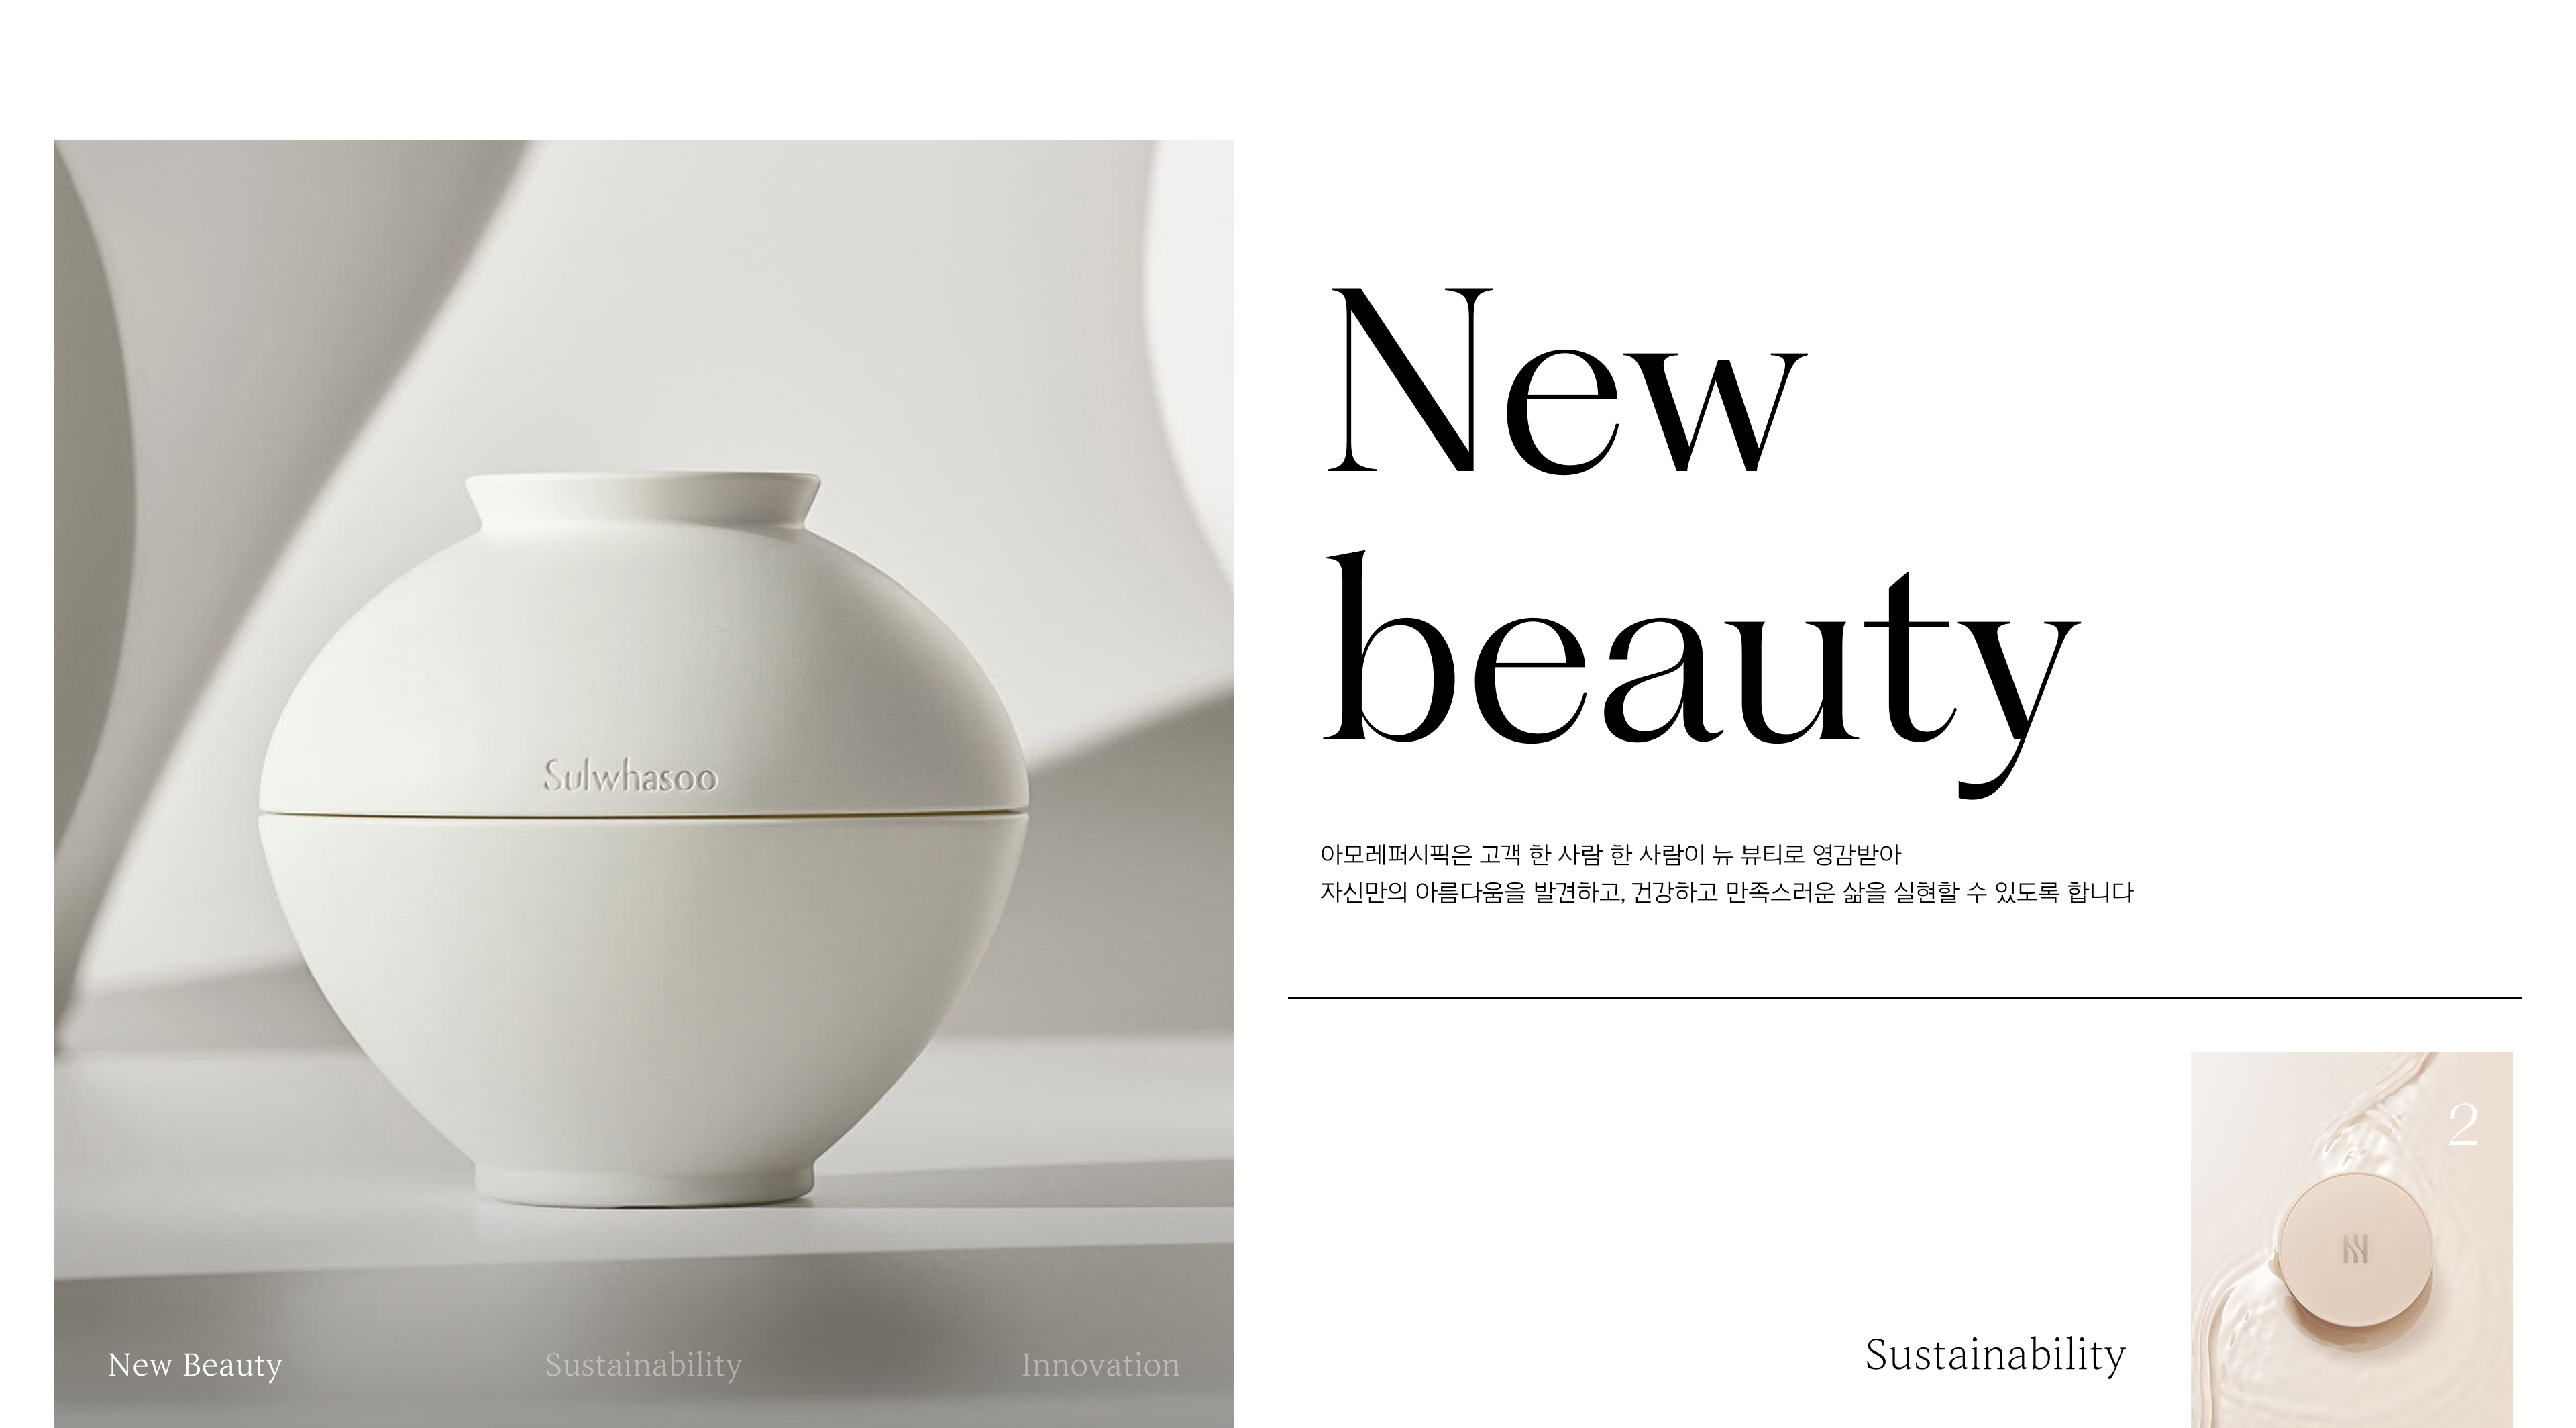 Sulwhasoo
New Beauty
Sustainability
Innovation
New
beauty
아모레퍼시픽은 고객 한 사람 한 사람이 뉴 뷰티로 영감받아
자신만의 아름다움을 발견하고, 건강하고 만족스러운 삶을 실현할 수 있도록 합니다
2
Sustainability